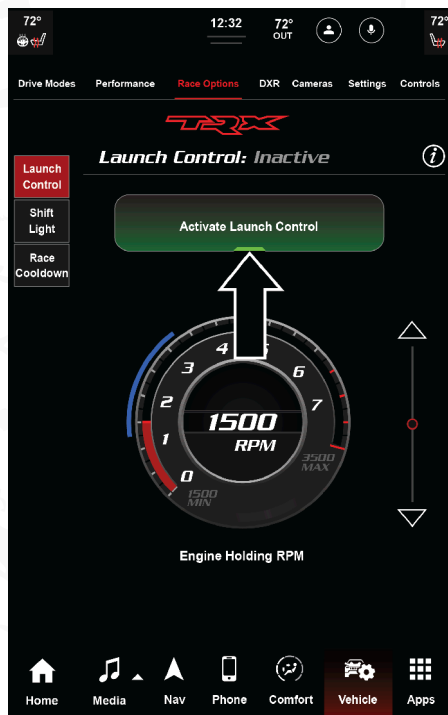 72°
12:32
72°
OUT
72°
Drive Modes Performance Race Options DXR Cameras Settings Controls
TRX
Launch Control: Inactive
i
Launch
Control
Shift
Light
Race
Cooldown
Activate Launch Control
0
1
2
3
4
5
6
7
1500
RPM
1500
MIN
3500
MAX
Engine Holding RPM
Home Media Nav Phone Comfort Vehicle Apps